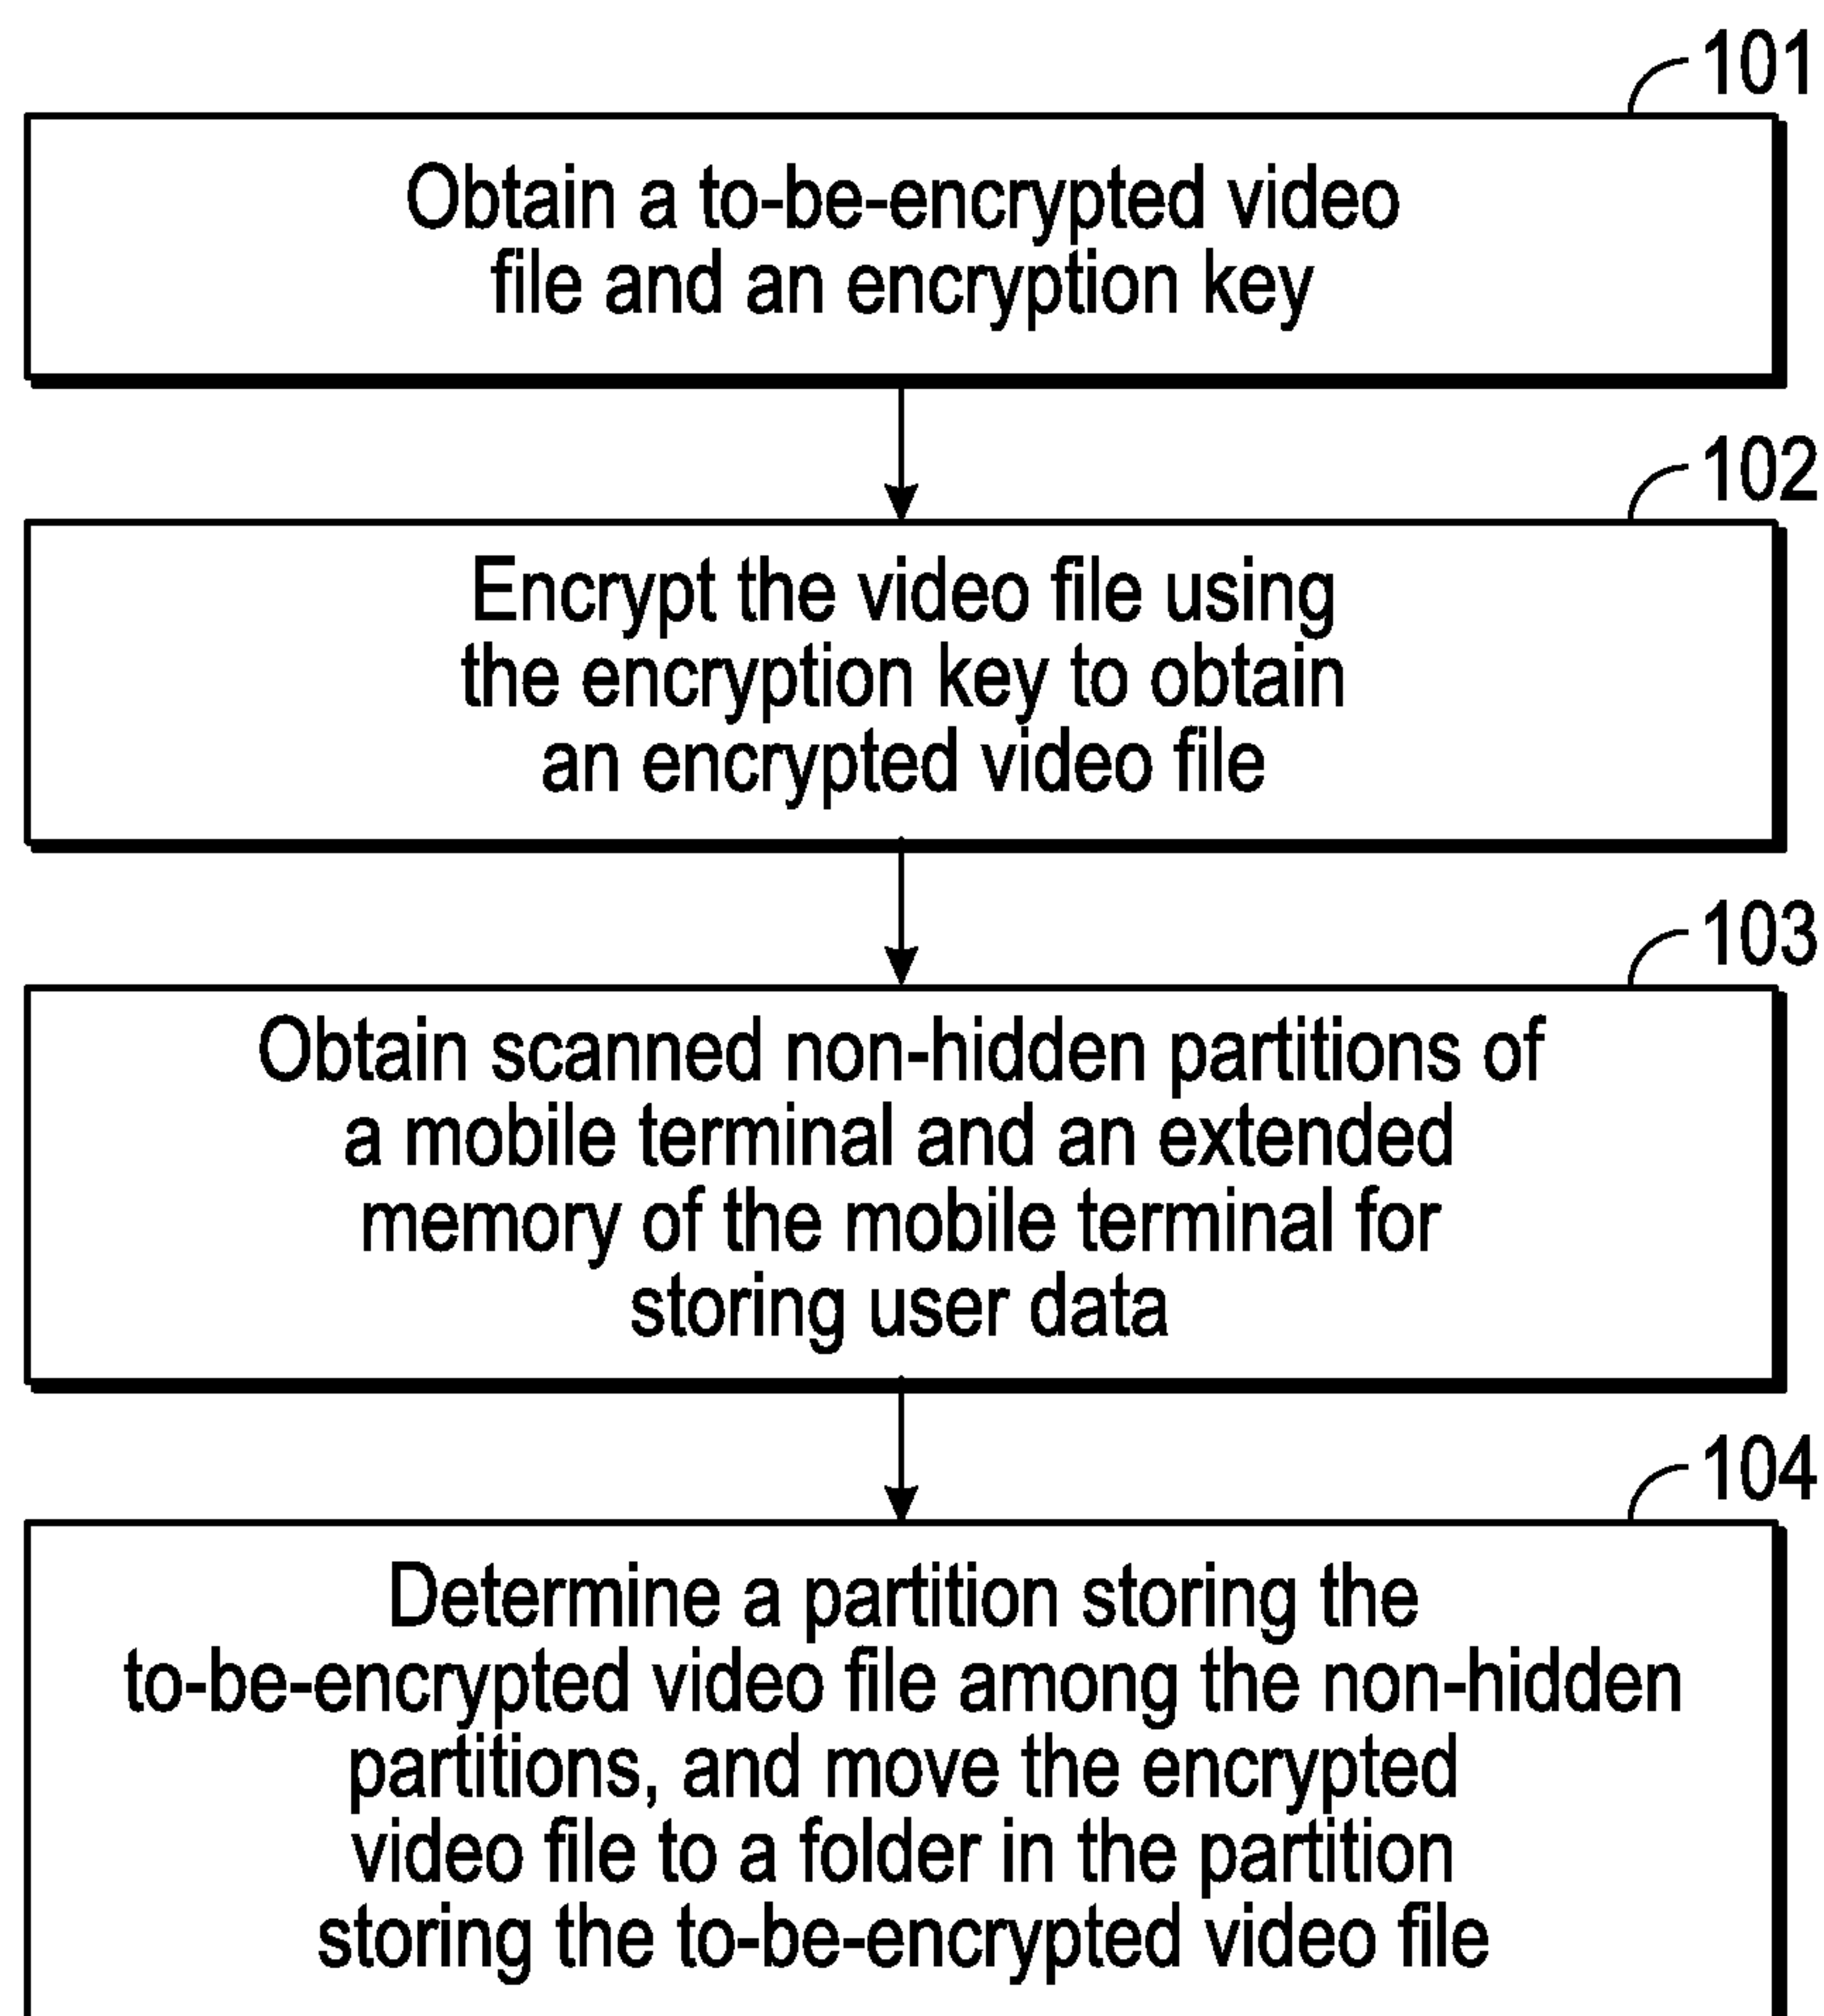 101
Obtain a to-be-encrypted video
file and an encryption key
102
Encrypt the video file using
the encryption key to obtain
an encrypted video file
103
Obtain scanned non-hidden partitions of
a mobile terminal and an extended
memory of the mobile terminal for
storing user data
104
Determine a partition storing the
to-be-encrypted video file among the non-hidden
partitions, and move the encrypted
video file to a folder in the partition
storing the to-be-encrypted video file